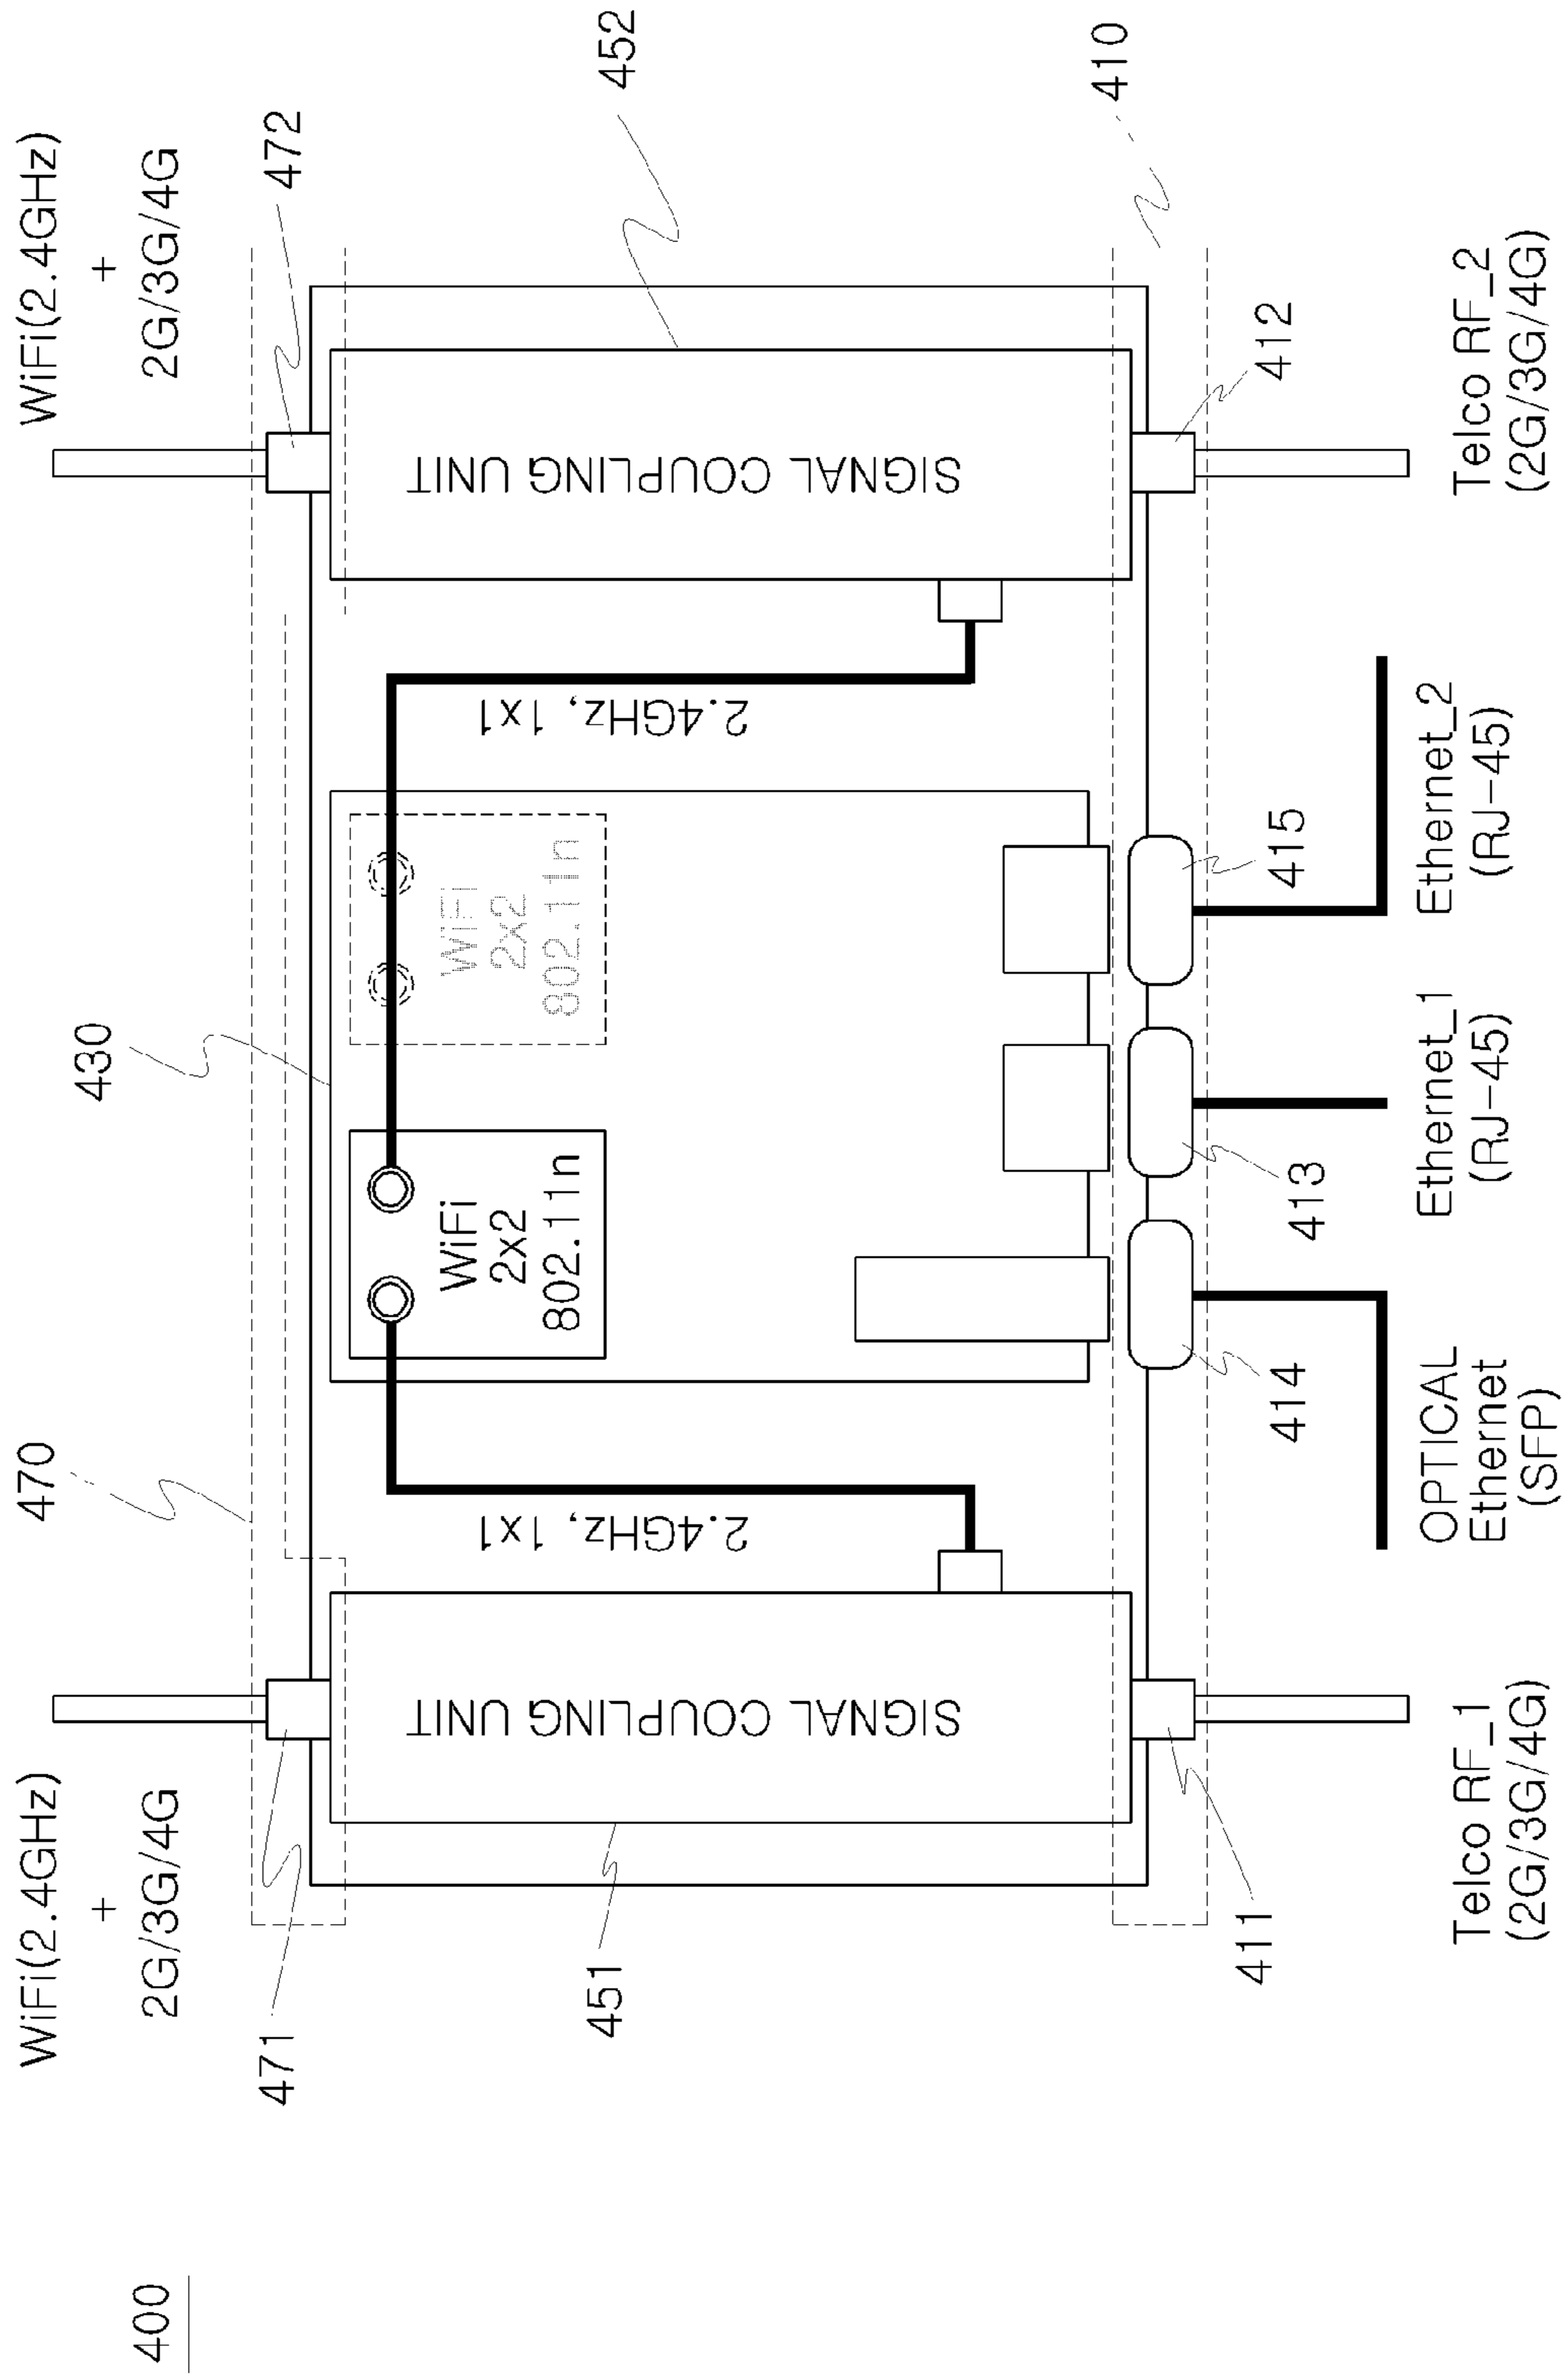 400
WiFi(2.4GHz)
+
2G/3G/4G
WiFi(2.4GHz)
+
2G/3G/4G
470
430
471
472
451
452
SIGNAL COUPLING UNIT
2.4GHz, 1x1
WiFi
2x2
802.11n
WiFi
2x2
802.11n
2.4GHz, 1x1
SIGNAL COUPLING UNIT
410
411
414
413
415
412
Telco RF_1
(2G/3G/4G)
OPTICAL
Ethernet
(SFP)
Ethernet_1
(RJ-45)
Ethernet_2
(RJ-45)
Telco RF_2
(2G/3G/4G)